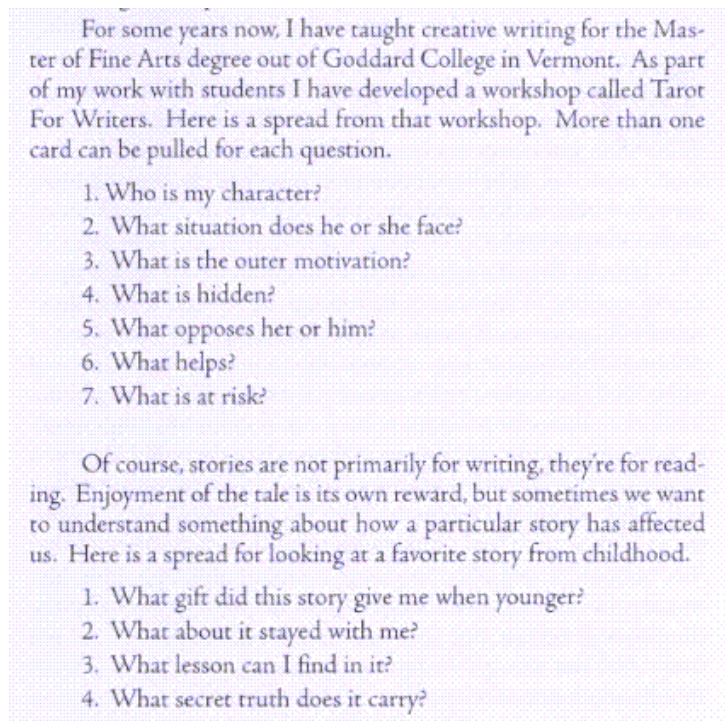 For some years now, I have taught creative writing for the Mas-
ter of Fine Arts degree out of Goddard College in Vermont. As part
of my work with students I have developed a workshop called Tarot
For Writers. Here is a spread from that workshop. More than one
card can be pulled for each question.
1. Who is my character?
2. What situation does he or she face?
3. What is the outer motivation?
4. What is hidden?
5. What opposes her or him?
6. What helps?
7. What is at risk?
Of course, stories are not primarily for writing, they're for read-
ing. Enjoyment of the tale is its own reward, but sometimes we want
to understand something about how a particular story has affected
us. Here is a spread for looking at a favorite story from childhood.
1. What gift did this story give me when younger?
2. What about it stayed with me?
3. What lesson can I find in it?
4. What secret truth does it carry?